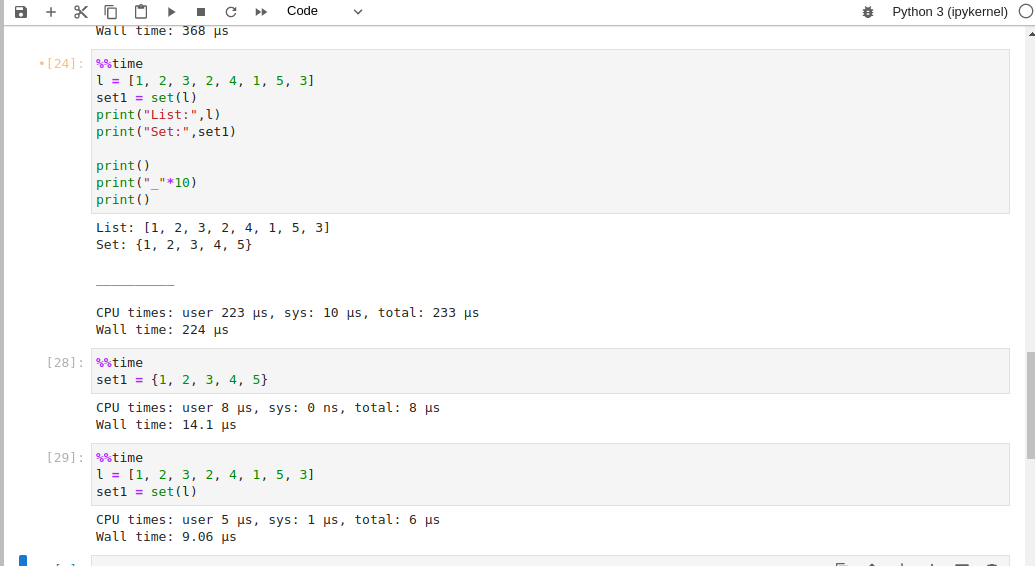 Code
Python 3 (ipykernel)
Wall time: 368 µs
•[24]:
%%time
l = [1, 2, 3, 2, 4, 1, 5, 3]
set1 = set(l)
print("List:",l)
print("Set:",set1)
print()
print("_"*10)
print()
List: [1, 2, 3, 2, 4, 1, 5, 3]
Set: {1, 2, 3, 4, 5}
__________
CPU times: user 223 µs, sys: 10 µs, total: 233 µs
Wall time: 224 µs
[28]:
%%time
set1 = {1, 2, 3, 4, 5}
CPU times: user 8 µs, sys: 0 ns, total: 8 µs
Wall time: 14.1 µs
[29]:
%%time
l = [1, 2, 3, 2, 4, 1, 5, 3]
set1 = set(l)
CPU times: user 5 µs, sys: 1 µs, total: 6 µs
Wall time: 9.06 µs